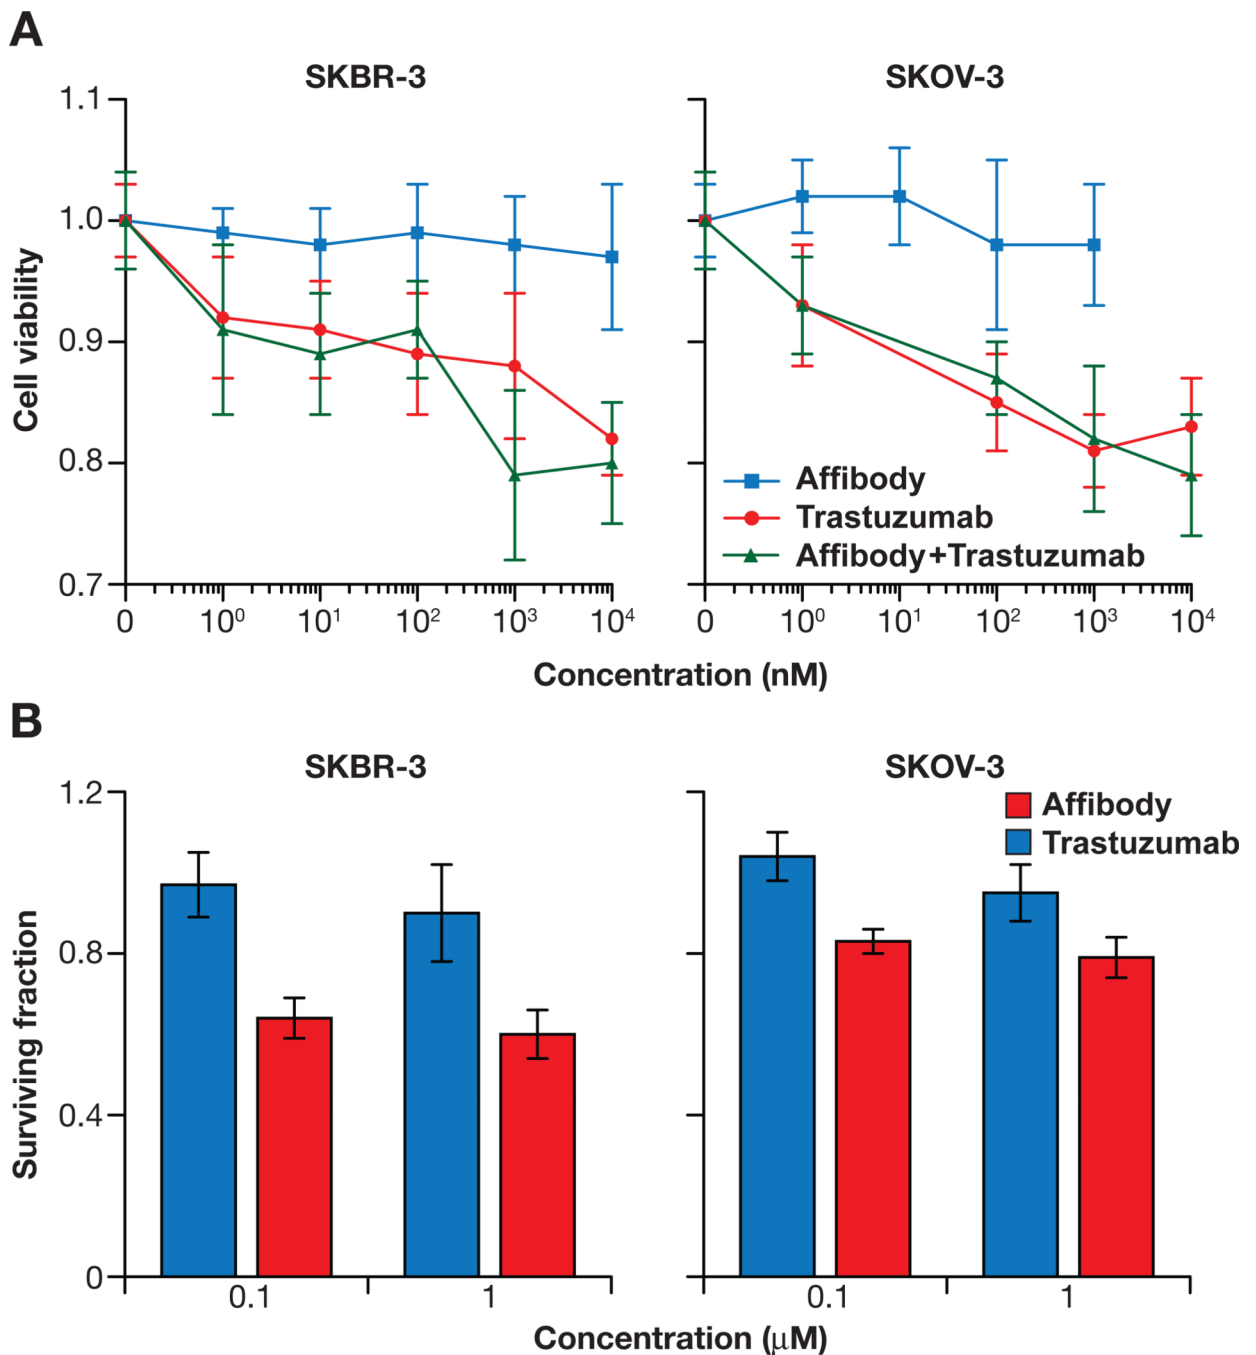 A
SKBR-3
SKOV-3
1.1
1.0
0.9
0.8
0.7
Cell viability
Affibody
Trastuzumab
Affibody+Trastuzumab
0 10⁰ 10¹ 10² 10³ 10⁴
0 10⁰ 10¹ 10² 10³ 10⁴
Concentration (nM)
B
SKBR-3
SKOV-3
1.2
0.8
0.4
0
Surviving fraction
Affibody
Trastuzumab
0.1 1
0.1 1
Concentration (μM)